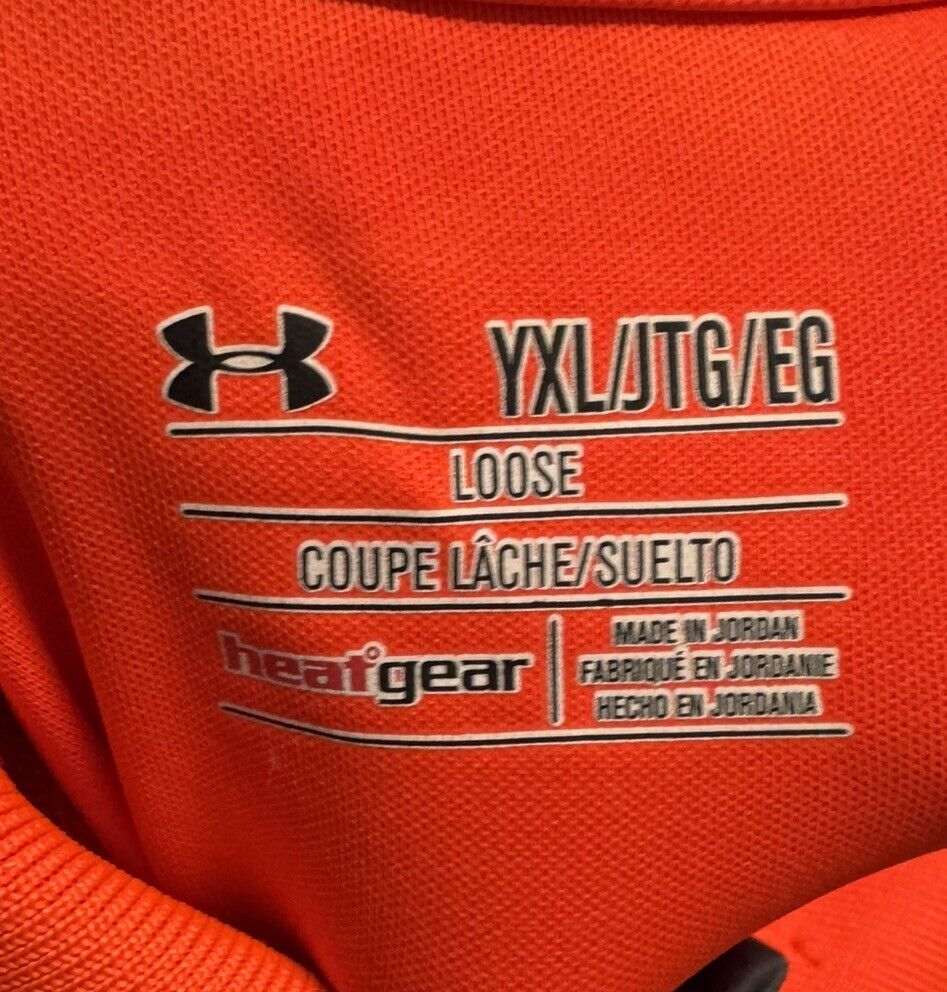 YXL/JTG/EG
LOOSE
COUPE LÂCHE/SUELTO
heatgear
MADE IN JORDAN
FABRIQUÉ EN JORDANIE
HECHO EN JORDANIA